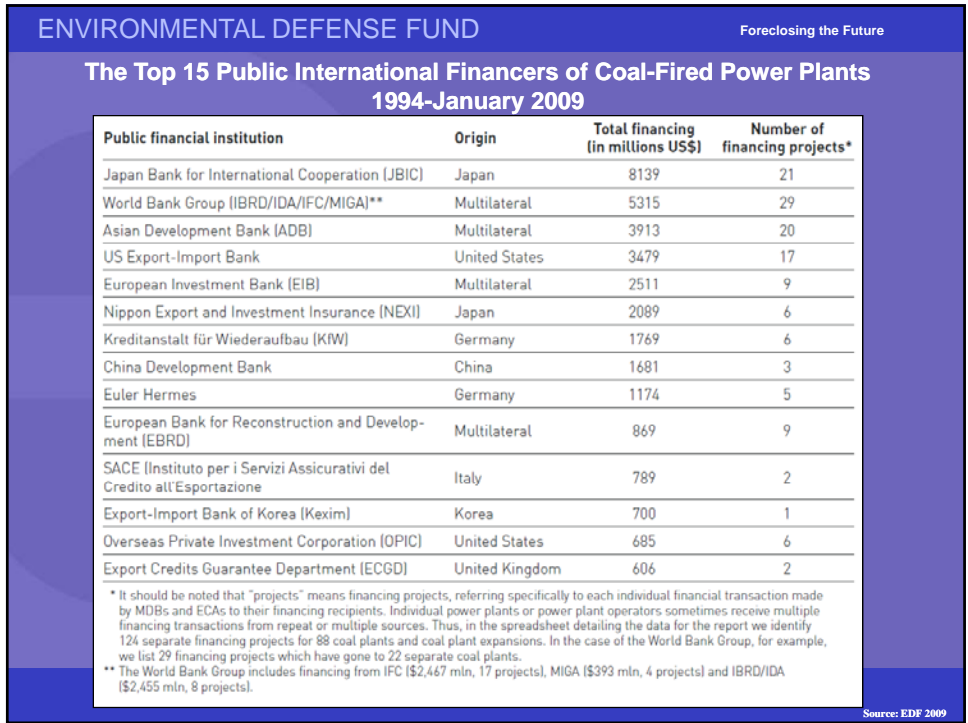 ENVIRONMENTAL DEFENSE FUND
Foreclosing the Future
The Top 15 Public International Financers of Coal-Fired Power Plants
1994-January 2009
Public financial institution Origin Total financing (in millions US$) Number of financing projects*
Japan Bank for International Cooperation (JBIC) Japan 8139 21
World Bank Group (IBRD/IDA/IFC/MIGA)** Multilateral 5315 29
Asian Development Bank (ADB) Multilateral 3913 20
US Export-Import Bank United States 3479 17
European Investment Bank (EIB) Multilateral 2511 9
Nippon Export and Investment Insurance (NEXI) Japan 2089 6
Kreditanstalt für Wiederaufbau (KfW) Germany 1769 6
China Development Bank China 1681 3
Euler Hermes Germany 1174 5
European Bank for Reconstruction and Develop-
ment (EBRD) Multilateral 869 9
SACE (Instituto per i Servizi Assicurativi del
Credito all'Esportazione Italy 789 2
Export-Import Bank of Korea (Kexim) Korea 700 1
Overseas Private Investment Corporation (OPIC) United States 685 6
Export Credits Guarantee Department (ECGD) United Kingdom 606 2
* It should be noted that "projects" means financing projects, referring specifically to each individual financial transaction made
by MDBs and ECAs to their financing recipients. Individual power plants or power plant operators sometimes receive multiple
financing transactions from repeat or multiple sources. Thus, in the spreadsheet detailing the data for the report we identify
124 separate financing projects for 88 coal plants and coal plant expansions. In the case of the World Bank Group, for example,
we list 29 financing projects which have gone to 22 separate coal plants.
** The World Bank Group includes financing from IFC ($2,467 mln, 17 projects), MIGA ($393 mln, 4 projects) and IBRD/IDA
($2,455 mln, 8 projects).
Source: EDF 2009